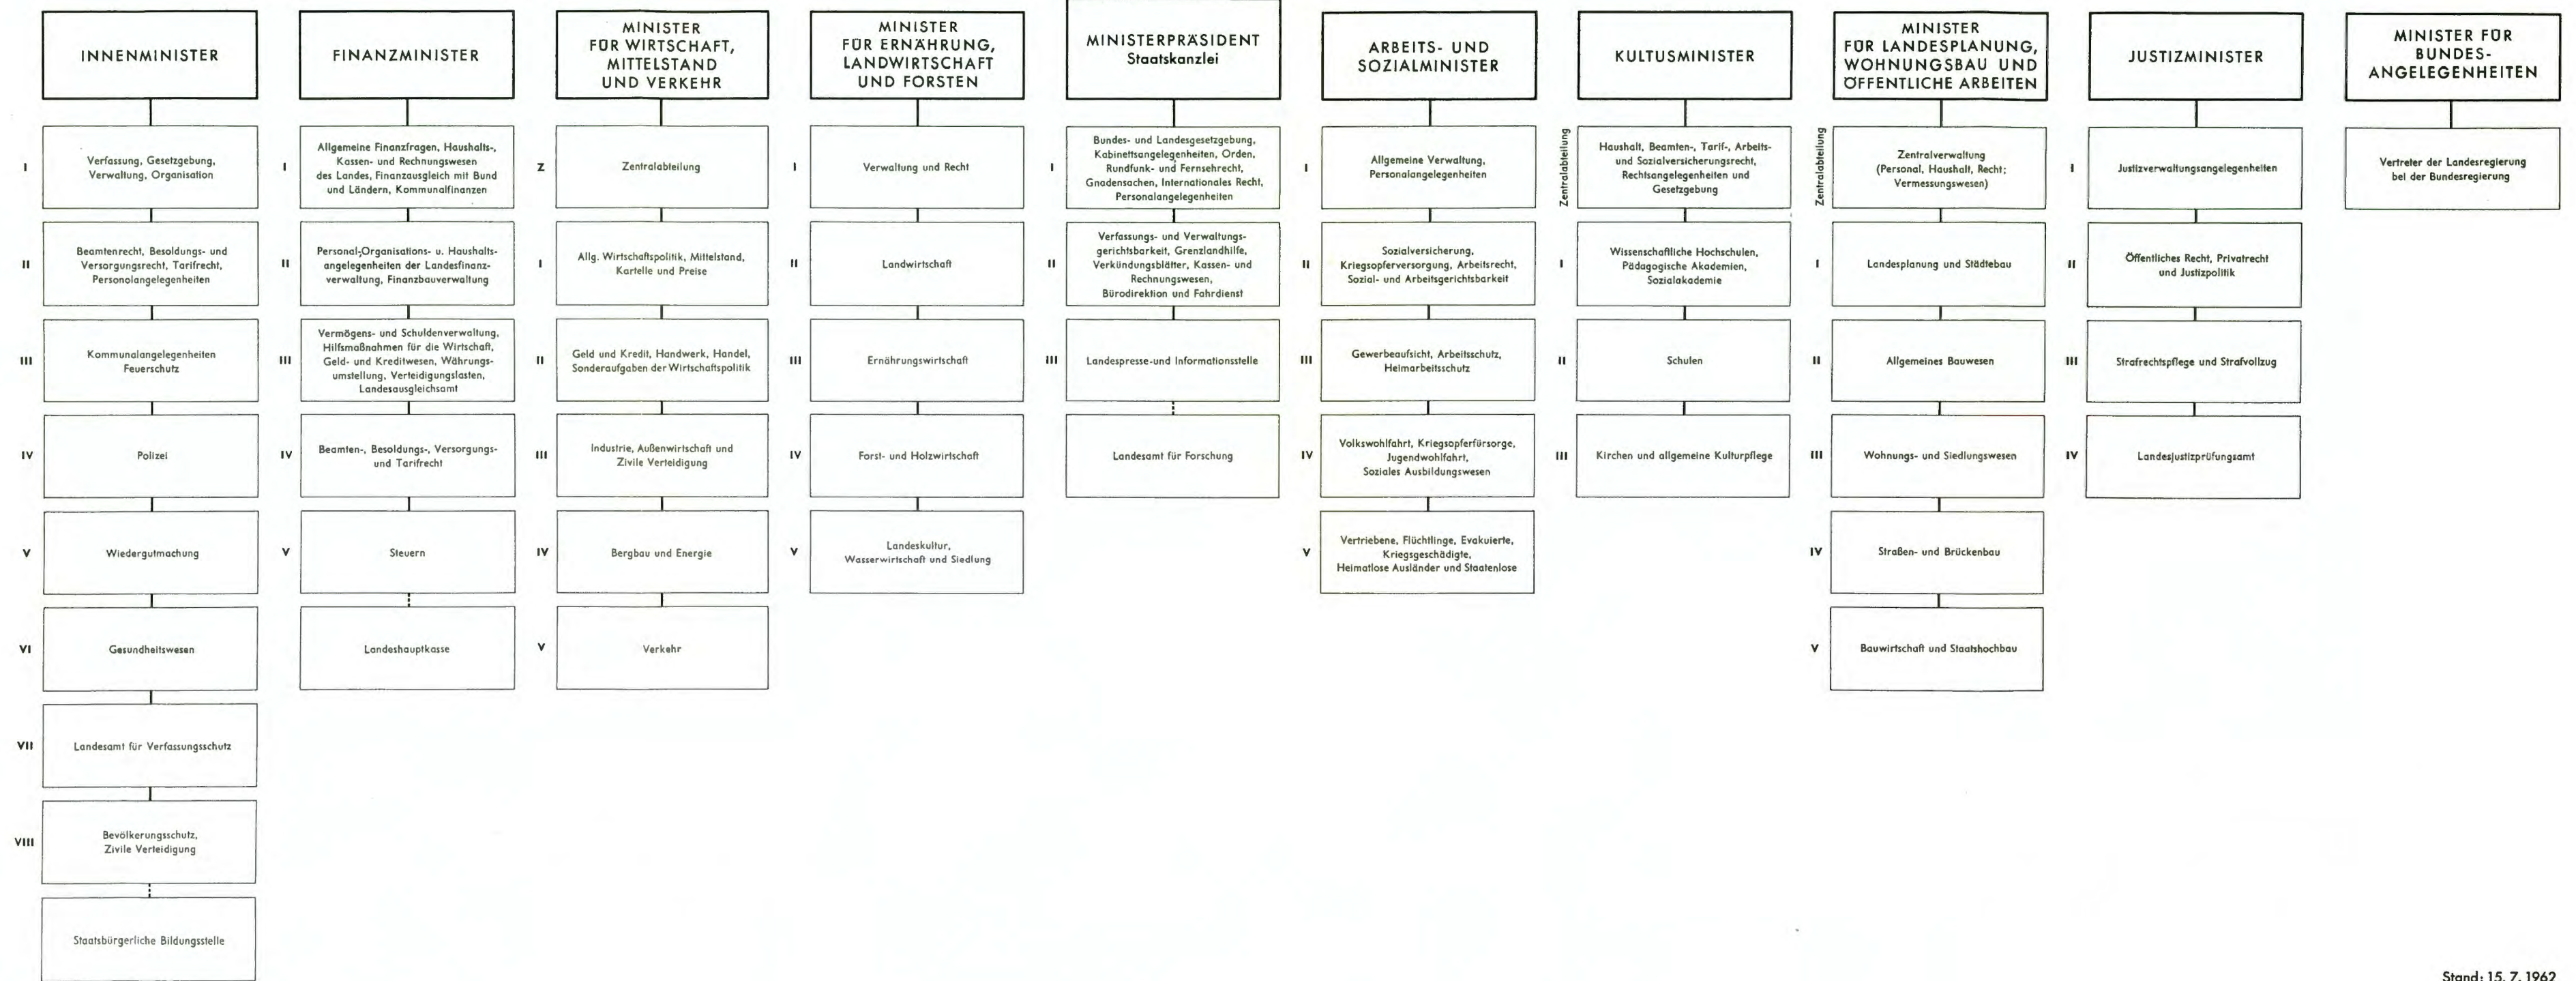 INNENMINISTER
I
Verfassung, Gesetzgebung,
Verwaltung, Organisation
II
Beamtenrecht, Besoldungs- und
Versorgungsrecht, Tarifrecht,
Personolangelegenheiten
III
Kommunalangelegenheiten
Feuerschutz
IV
Polizei
V
Wiedergutmachung
VI
Gesundheitswesen
VII
Landesamt für Verfassungsschutz
VIII
Bevölkerungsschutz,
Zivile Verteidigung
Staatsbürgerliche Bildungsstelle
FINANZMINISTER
I
Allgemeine Finanzfragen, Haushalts-,
Kassen- und Rechnungswesen
des Landes, Finanzausgleich mit Bund
und Ländern, Kommunalfinanzen
II
Personal-Organisations- u. Haushalts-
angelegenheiten der Landesfinanz-
verwaltung, Finanzbauverwaltung
III
Vermögens- und Schuldenverwaltung,
Hilfsmaßnahmen für die Wirtschaft,
Geld- und Kreditwesen, Währungs-
umstellung, Verteidigungslasten,
Landesausgleichsamt
IV
Beamten-, Besoldungs-, Versorgungs-
und Tarifrecht
V
Steuern
Landeshauptkasse
MINISTER
FÜR WIRTSCHAFT,
MITTELSTAND
UND VERKEHR
Z
Zentralabteilung
I
Allg. Wirtschaftspolitik, Mittelstand,
Kartelle und Preise
II
Geld und Kredit, Handwerk, Handel,
Sonderaufgaben der Wirtschaftspolitik
III
Industrie, Außenwirtschaft und
Zivile Verteidigung
IV
Bergbau und Energie
V
Verkehr
MINISTER
FÜR ERNÄHRUNG,
LANDWIRTSCHAFT
UND FORSTEN
I
Verwaltung und Recht
II
Landwirtschaft
III
Ernährungswirtschaft
IV
Forst- und Holzwirtschaft
V
Landeskultur,
Wasserwirtschaft und Siedlung
MINISTERPRÄSIDENT
Staatskanzlei
I
Bundes- und Landesgesetzgebung,
Kabinettsangelegenheiten, Orden,
Rundfunk- und Fernsehrecht,
Gnadensachen, Internationales Recht,
Personalangelegenheiten
II
Verfassungs- und Verwaltungs-
gerichtsbarkeit, Grenzlandhilfe,
Verkündungsblätter, Kassen- und
Rechnungswesen,
Bürodirektion und Fahrdienst
III
Landespresse-und Informationsstelle
Landesamt für Forschung
ARBEITS- UND
SOZIALMINISTER
I
Allgemeine Verwaltung,
Personalangelegenheiten
II
Sozialversicherung,
Kriegsopferversorgung, Arbeitsrecht,
Sozial- und Arbeitsgerichtsbarkeit
III
Gewerbeaufsicht, Arbeitsschutz,
Heimarbeitsschutz
IV
Volkswohlfahrt, Kriegsopferfürsorge,
Jugendwohlfahrt,
Soziales Ausbildungswesen
V
Vertriebene, Flüchtlinge, Evakuierte,
Kriegsgeschädigte,
Heimatlose Ausländer und Staatenlose
KULTUSMINISTER
Zentralabteilung
Haushalt, Beamten-, Tarif-, Arbeits-
und Sozialversicherungsrecht,
Rechtsangelegenheiten und
Gesetzgebung
I
Wissenschaftliche Hochschulen,
Pädagogische Akademien,
Sozialakademie
II
Schulen
III
Kirchen und allgemeine Kulturpflege
MINISTER
FÜR LANDESPLANUNG,
WOHNUNGSBAU UND
ÖFFENTLICHE ARBEITEN
Zentralabteilung
Zentralverwaltung
(Personal, Haushalt, Recht;
Vermessungswesen)
I
Landesplanung und Städtebau
II
Allgemeines Bauwesen
III
Wohnungs- und Siedlungswesen
IV
Straßen- und Brückenbau
V
Bauwirtschaft und Staatshochbau
JUSTIZMINISTER
I
Justizverwaltungsangelegenheiten
II
Öffentliches Recht, Privatrecht
und Justizpolitik
III
Strafrechtspflege und Strafvollzug
IV
Landesjustizprüfungsamt
MINISTER FÜR
BUNDES-
ANGELEGENHEITEN
Vertreter der Landesregierung
bei der Bundesregierung
Stand: 15. 7. 1962